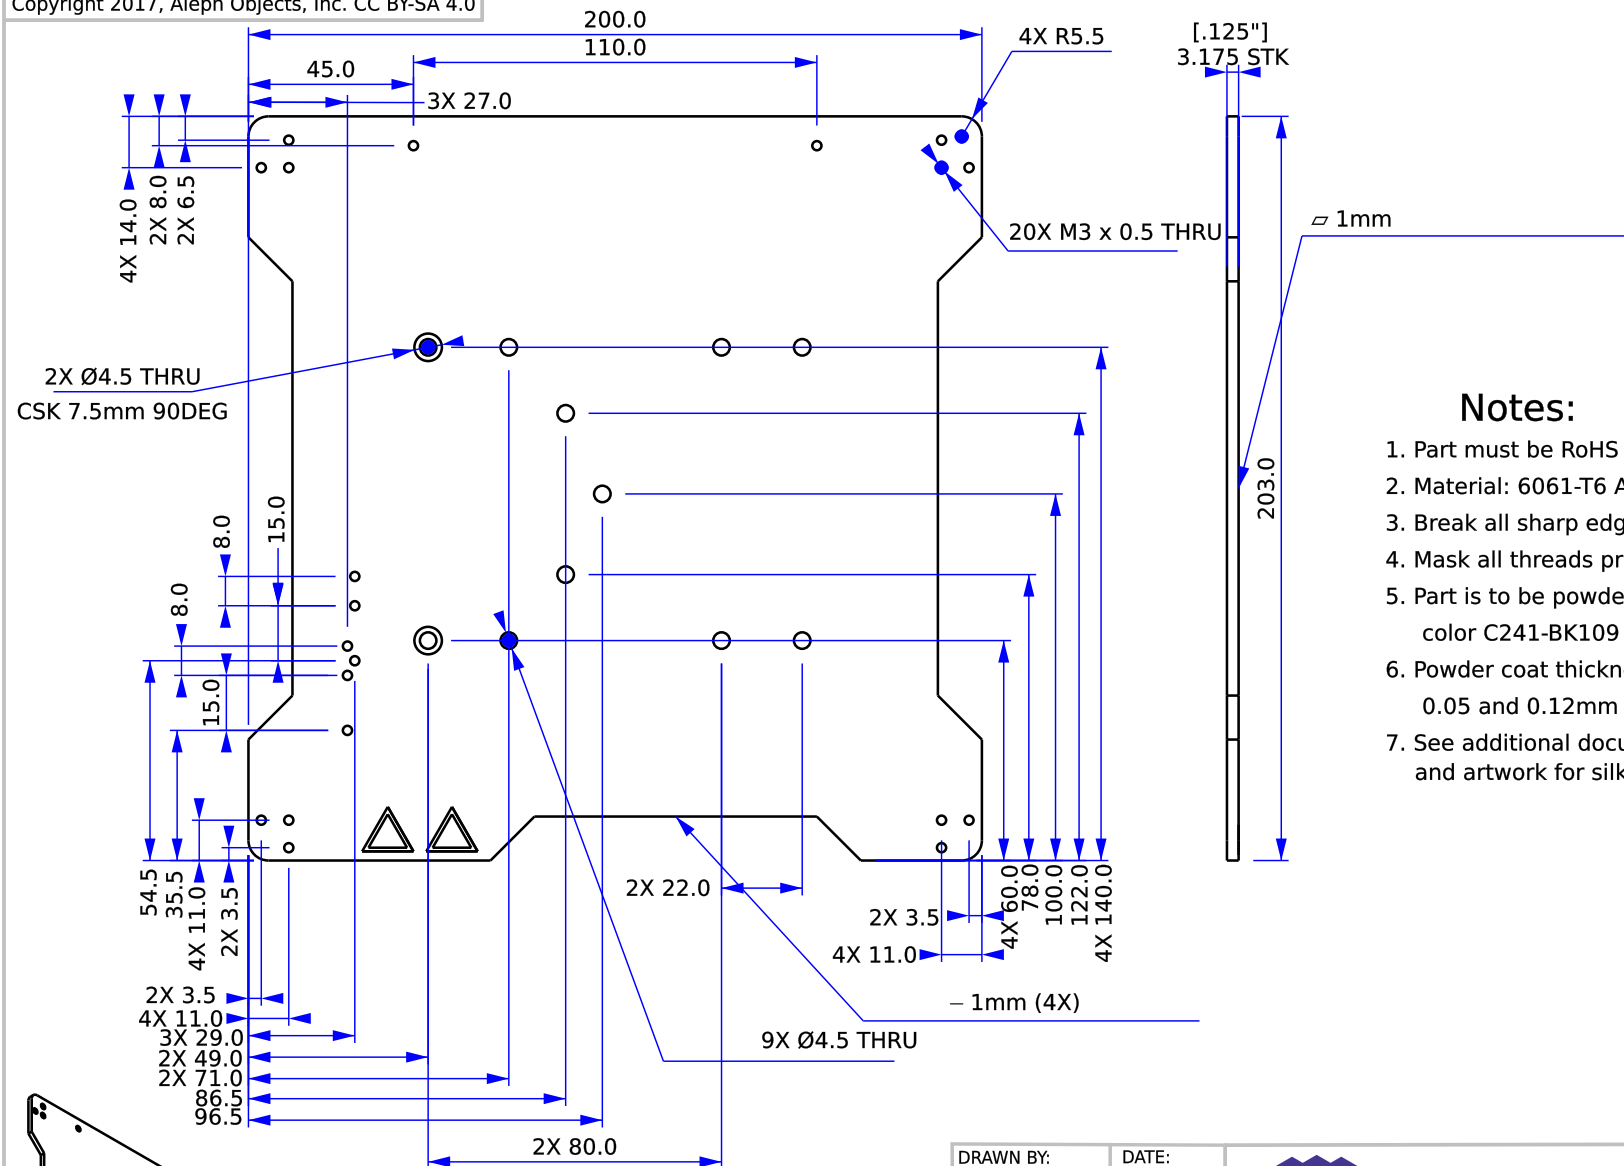 Copyright 2017, Aleph Objects, Inc. CC BY-SA 4.0
200.0
110.0
45.0
3X 27.0
4X R5.5
[.125"]
3.175 STK
4X 14.0
2X 8.0
2X 6.5
20X M3 x 0.5 THRU
▱ 1mm
2X Ø4.5 THRU
CSK 7.5mm 90DEG
203.0
Notes:
1. Part must be RoHS
2. Material: 6061-T6 A
3. Break all sharp edg
4. Mask all threads pr
5. Part is to be powde
color C241-BK109
6. Powder coat thickn
0.05 and 0.12mm
7. See additional docu
and artwork for silk
8.0
15.0
8.0
15.0
54.5
35.5
4X 11.0
2X 3.5
2X 22.0
2X 3.5
4X 11.0
4X 60.0
78.0
100.0
122.0
4X 140.0
⏤ 1mm (4X)
9X Ø4.5 THRU
2X 3.5
4X 11.0
3X 29.0
2X 49.0
2X 71.0
86.5
96.5
2X 80.0
DRAWN BY:
DATE: